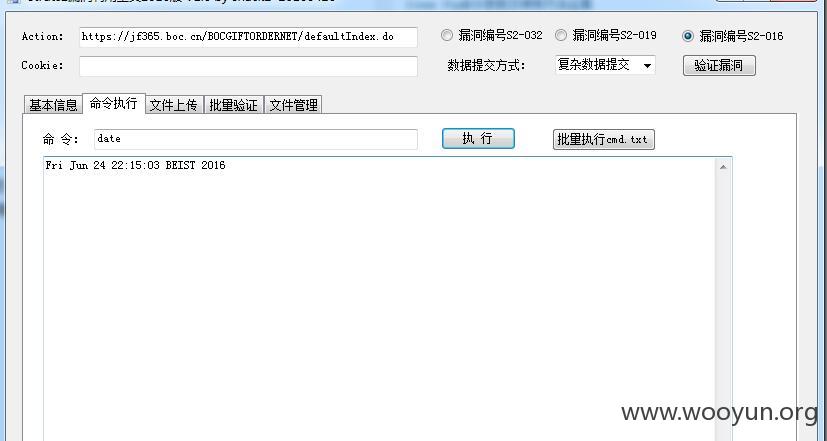 Action: https://jf365.boc.cn/BOCGIFTORDERNET/defaultIndex.do 漏洞编号S2-032 漏洞编号S2-019 漏洞编号S2-016
Cookie: 数据提交方式: 复杂数据提交 验证漏洞
基本信息 命令执行 文件上传 批量验证 文件管理
命 令: date 执 行 批量执行cmd.txt
Fri Jun 24 22:15:03 BEIST 2016
www.wooyun.org